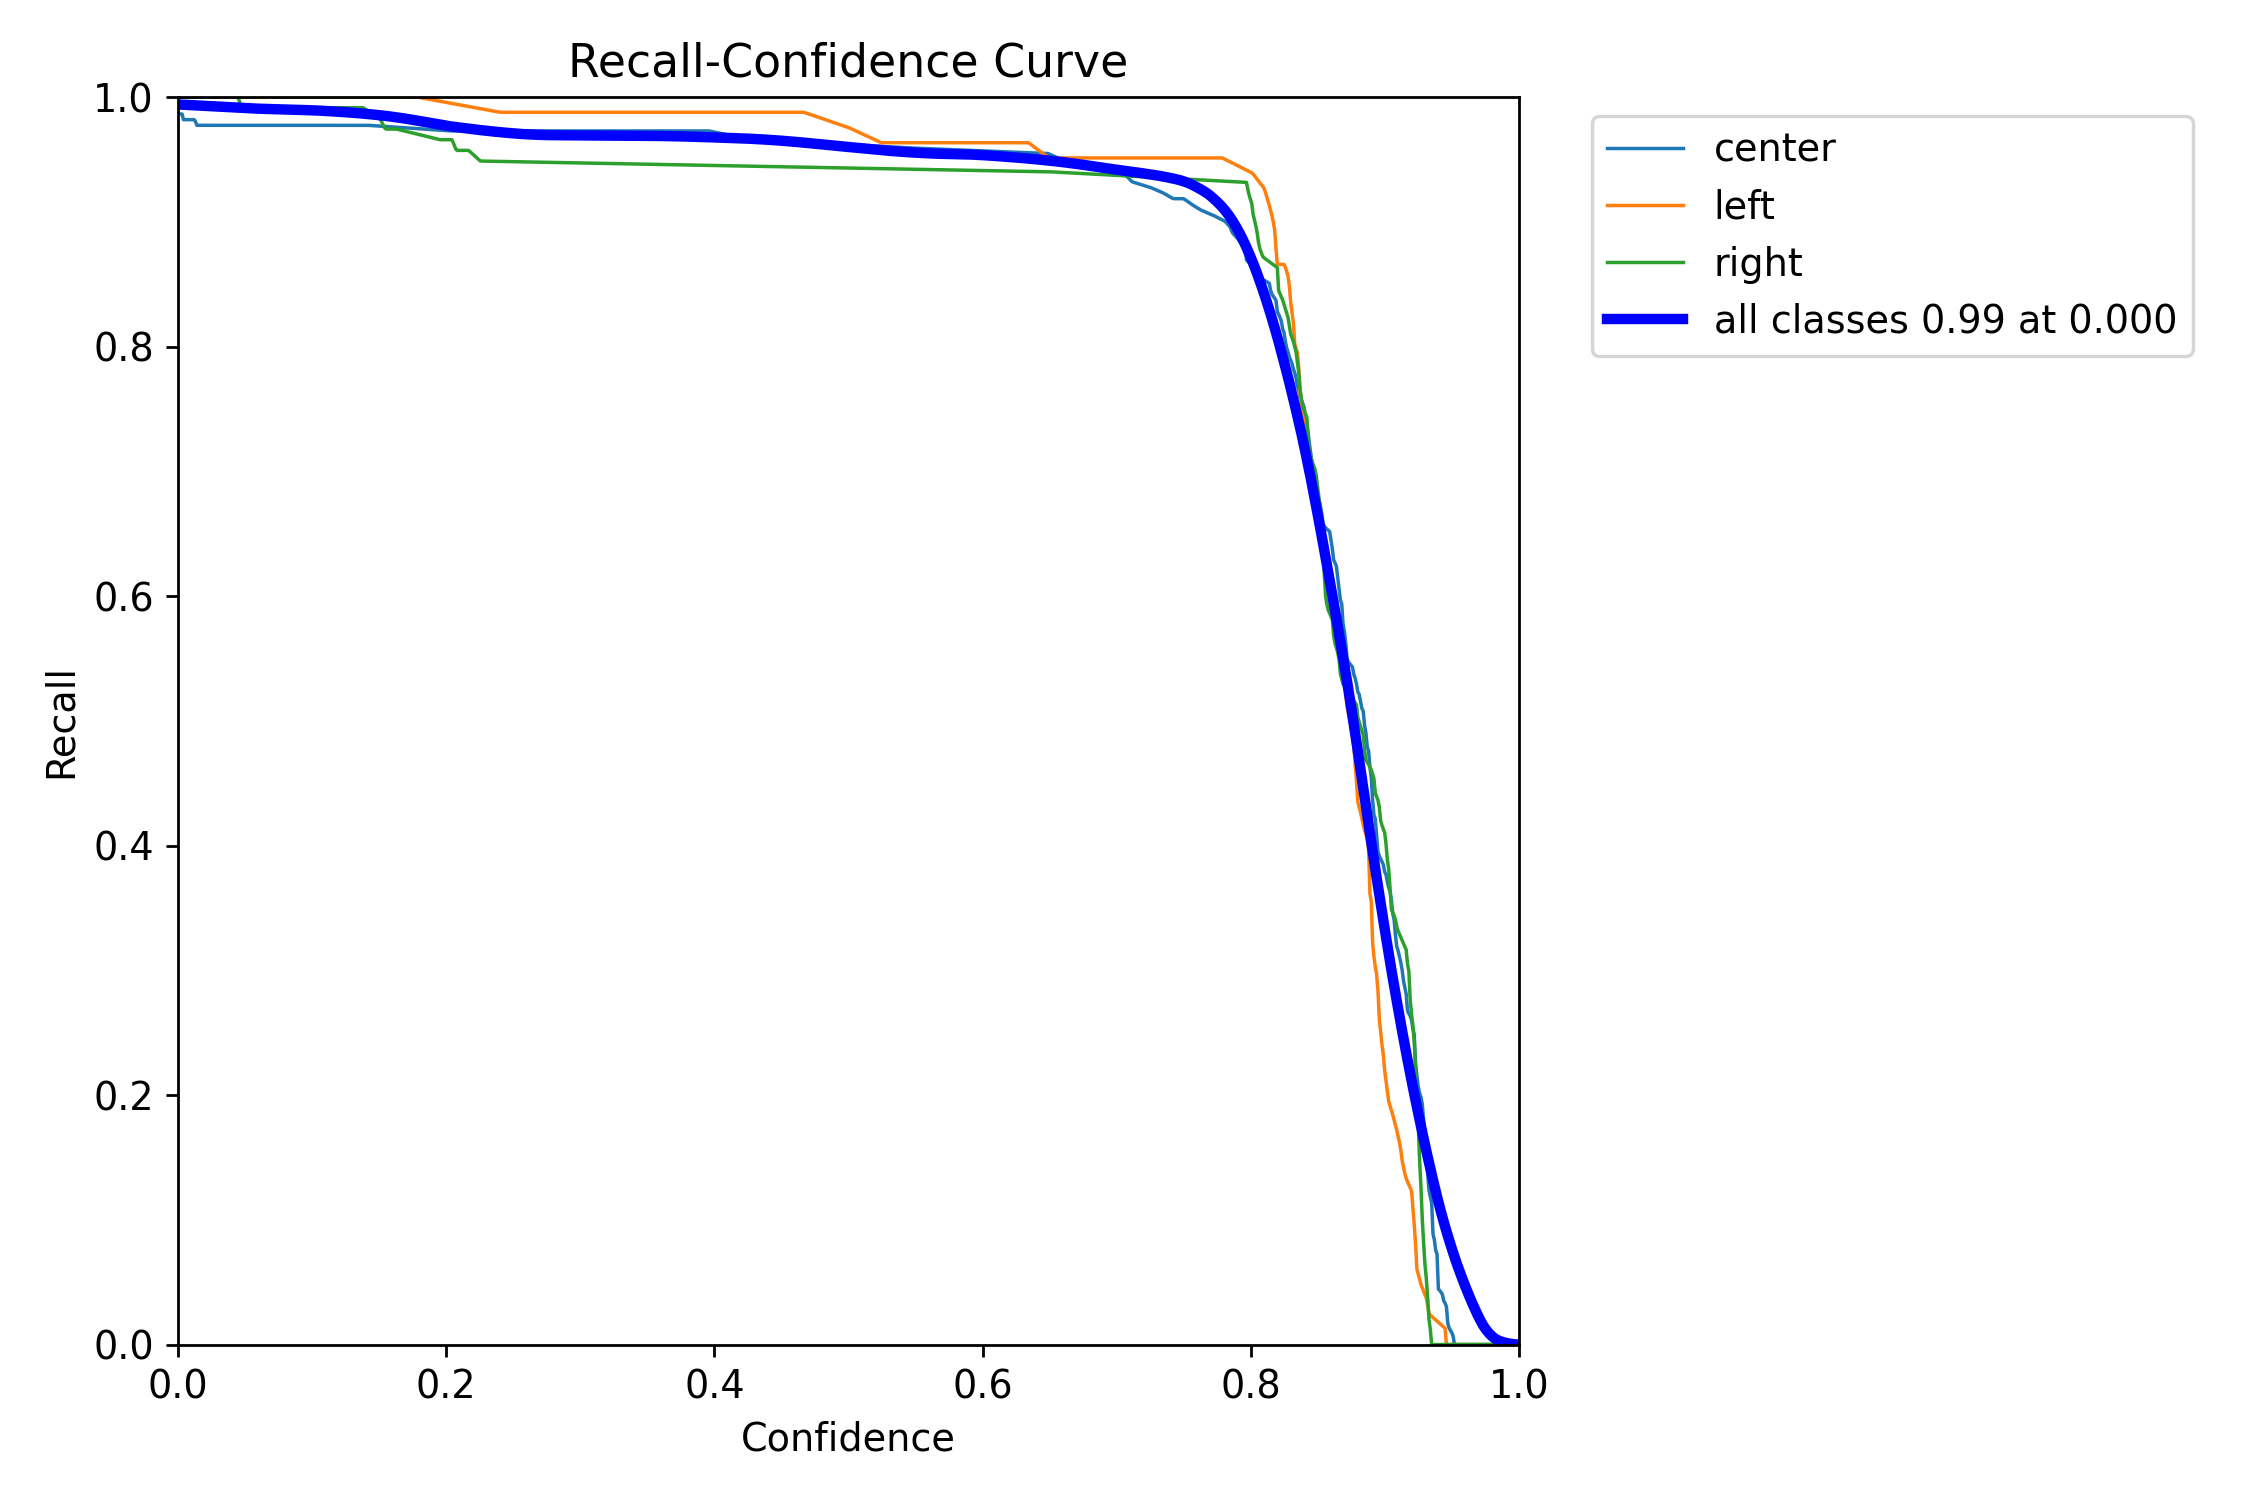 Recall-Confidence Curve
1.0
0.8
0.6
0.4
0.2
0.0
Recall
0.0 0.2 0.4 0.6 0.8 1.0
Confidence
center
left
right
all classes 0.99 at 0.000